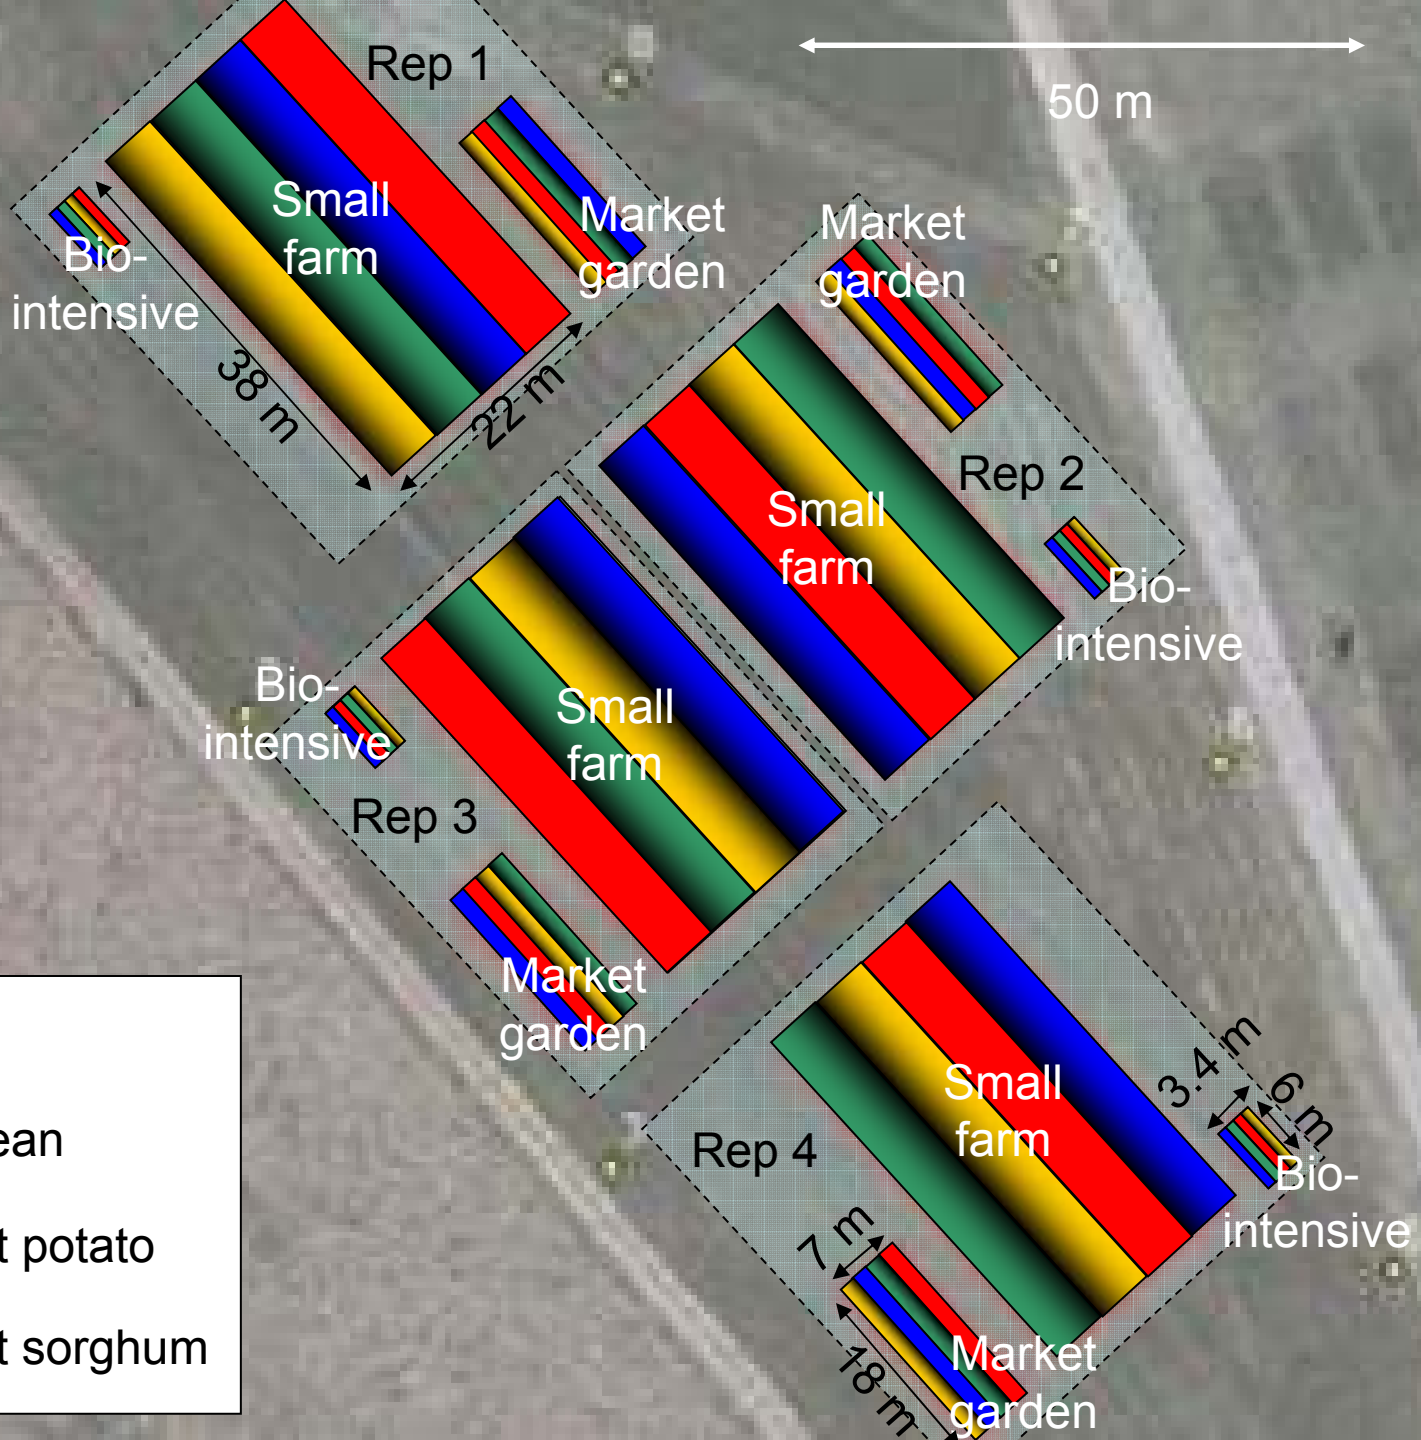 Rep 1
50 m
Small
farm
Market
garden
Bio-
intensive
38 m
22 m
Market
garden
Rep 2
Small
farm
Bio-
intensive
Bio-
intensive
Small
farm
Rep 3
Market
garden
3.4 m
6 m
Small
farm
Rep 4
Bio-
intensive
7 m
18 m
Market
garden
ean
t potato
t sorghum